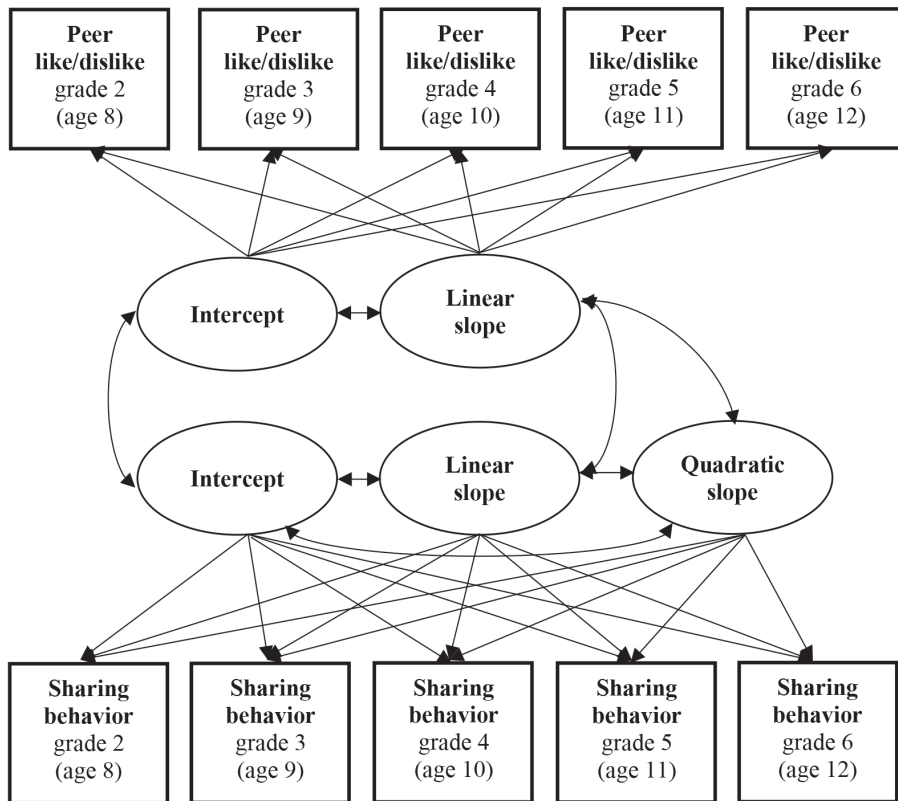 Peer
like/dislike
grade 2
(age 8)
Peer
like/dislike
grade 3
(age 9)
Peer
like/dislike
grade 4
(age 10)
Peer
like/dislike
grade 5
(age 11)
Peer
like/dislike
grade 6
(age 12)
Intercept
Linear
slope
Intercept
Linear
slope
Quadratic
slope
Sharing
behavior
grade 2
(age 8)
Sharing
behavior
grade 3
(age 9)
Sharing
behavior
grade 4
(age 10)
Sharing
behavior
grade 5
(age 11)
Sharing
behavior
grade 6
(age 12)